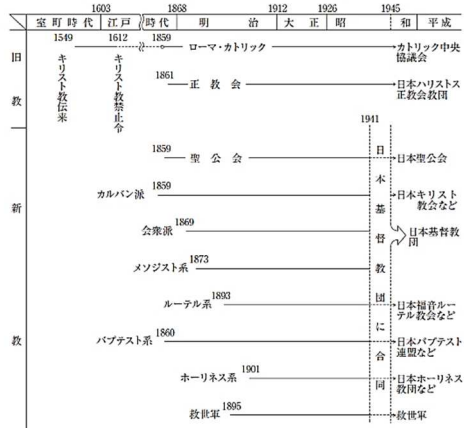 1603 1868 1912 1926 1945
室町時代 江戸 時代 明治 大正 昭 和 平成
旧教
1549
キリスト教伝来
1612
キリスト教禁止令
1859
ローマ・カトリック
カトリック中央
協議会
1861
正教会
日本ハリストス
正教会教団
新教
1941
日本基督教団に合同
1859
聖公会
日本聖公会
カルバン派
1859
日本キリスト
教会など
会衆派
1869
日本基督教
団
メソジスト系
1873
ルーテル系
1893
日本福音ルー
テル教会など
バプテスト系
1860
日本バプテスト
連盟など
ホーリネス系
1901
日本ホーリネス
教団など
救世軍
1895
救世軍